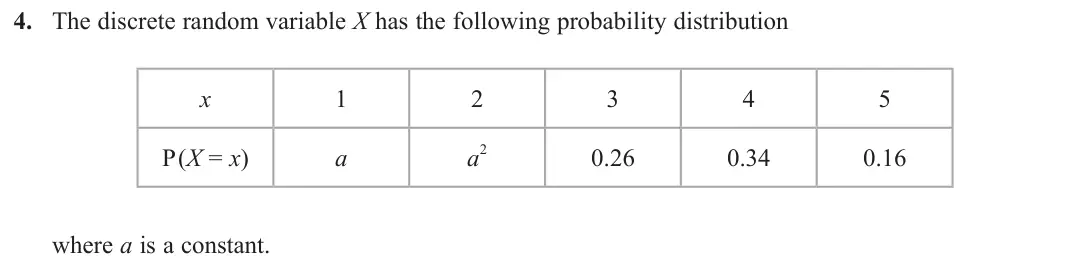 4. The discrete random variable X has the following probability distribution
x 1 2 3 4 5
P(X = x) a a² 0.26 0.34 0.16
where a is a constant.